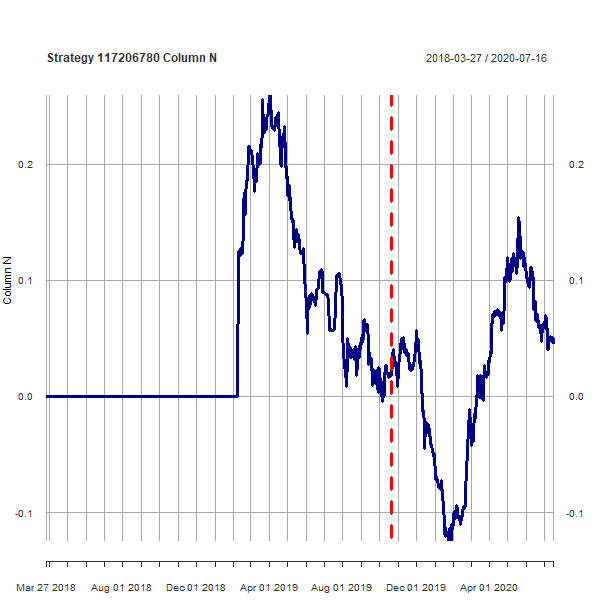 Strategy 117206780 Column N
2018-03-27 / 2020-07-16
Column N
0.2
0.2
0.1
0.1
0.0
0.0
-0.1
-0.1
Mar 27 2018
Aug 01 2018
Dec 01 2018
Apr 01 2019
Aug 01 2019
Dec 01 2019
Apr 01 2020